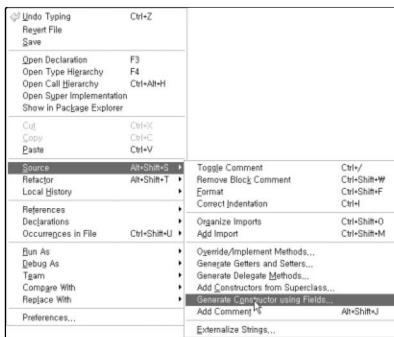 Undo Typing Ctrl+Z
Revert File
Save
Open Declaration F3
Open Type Hierarchy F4
Open Call Hierarchy Ctrl+Alt+H
Open Super Implementation
Show in Package Explorer
Cut Ctrl+X
Copy Ctrl+C
Paste Ctrl+V
Source Alt+Shift+S
Refactor Alt+Shift+T
Local History
References
Declarations
Occurrences in File Ctrl+Shift+U
Run As
Debug As
Team
Compare With
Replace With
Preferences...
Toggle Comment Ctrl+/
Remove Block Comment Ctrl+Shift+₩
Format Ctrl+Shift+F
Correct Indentation Ctrl+I
Organize Imports Ctrl+Shift+O
Add Import Ctrl+Shift+M
Override/Implement Methods...
Generate Getters and Setters...
Generate Delegate Methods...
Add Constructors from Superclass...
Generate Constructor using Fields...
Add Comment Alt+Shift+J
Externalize Strings...